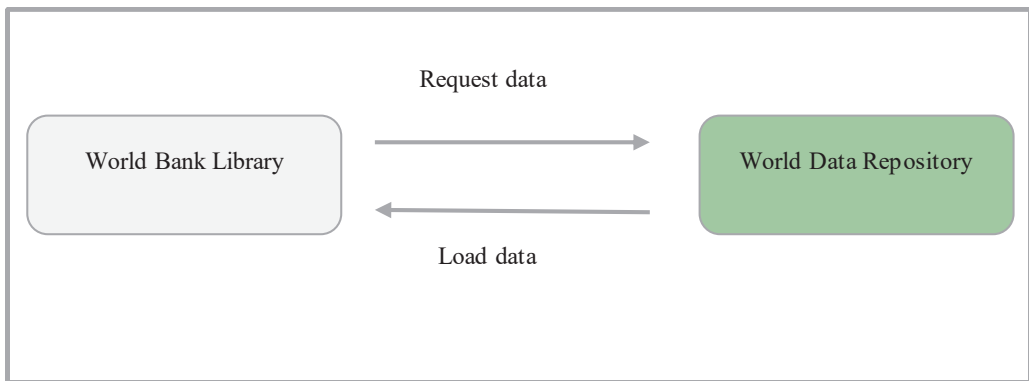 Request data
World Bank Library
World Data Repository
Load data